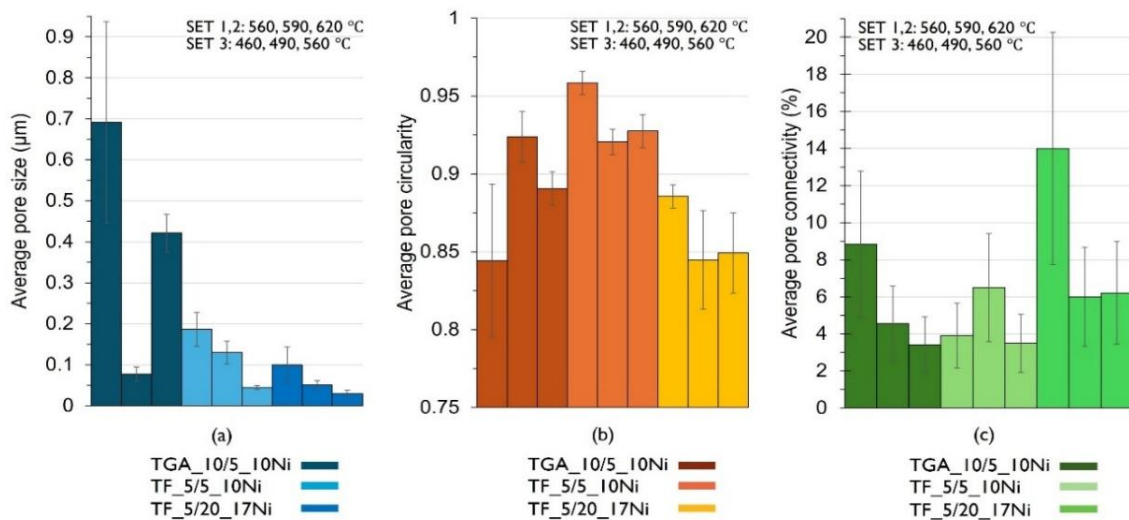 SET 1,2: 560, 590, 620 °C
SET 3: 460, 490, 560 °C
Average pore size (µm)
0.9
0.8
0.7
0.6
0.5
0.4
0.3
0.2
0.1
0
(a)
TGA_10/5_10Ni
TF_5/5_10Ni
TF_5/20_17Ni
SET 1,2: 560, 590, 620 °C
SET 3: 460, 490, 560 °C
Average pore circularity
1
0.95
0.9
0.85
0.8
0.75
(b)
TGA_10/5_10Ni
TF_5/5_10Ni
TF_5/20_17Ni
SET 1,2: 560, 590, 620 °C
SET 3: 460, 490, 560 °C
Average pore connectivity (%)
20
18
16
14
12
10
8
6
4
2
0
(c)
TGA_10/5_10Ni
TF_5/5_10Ni
TF_5/20_17Ni